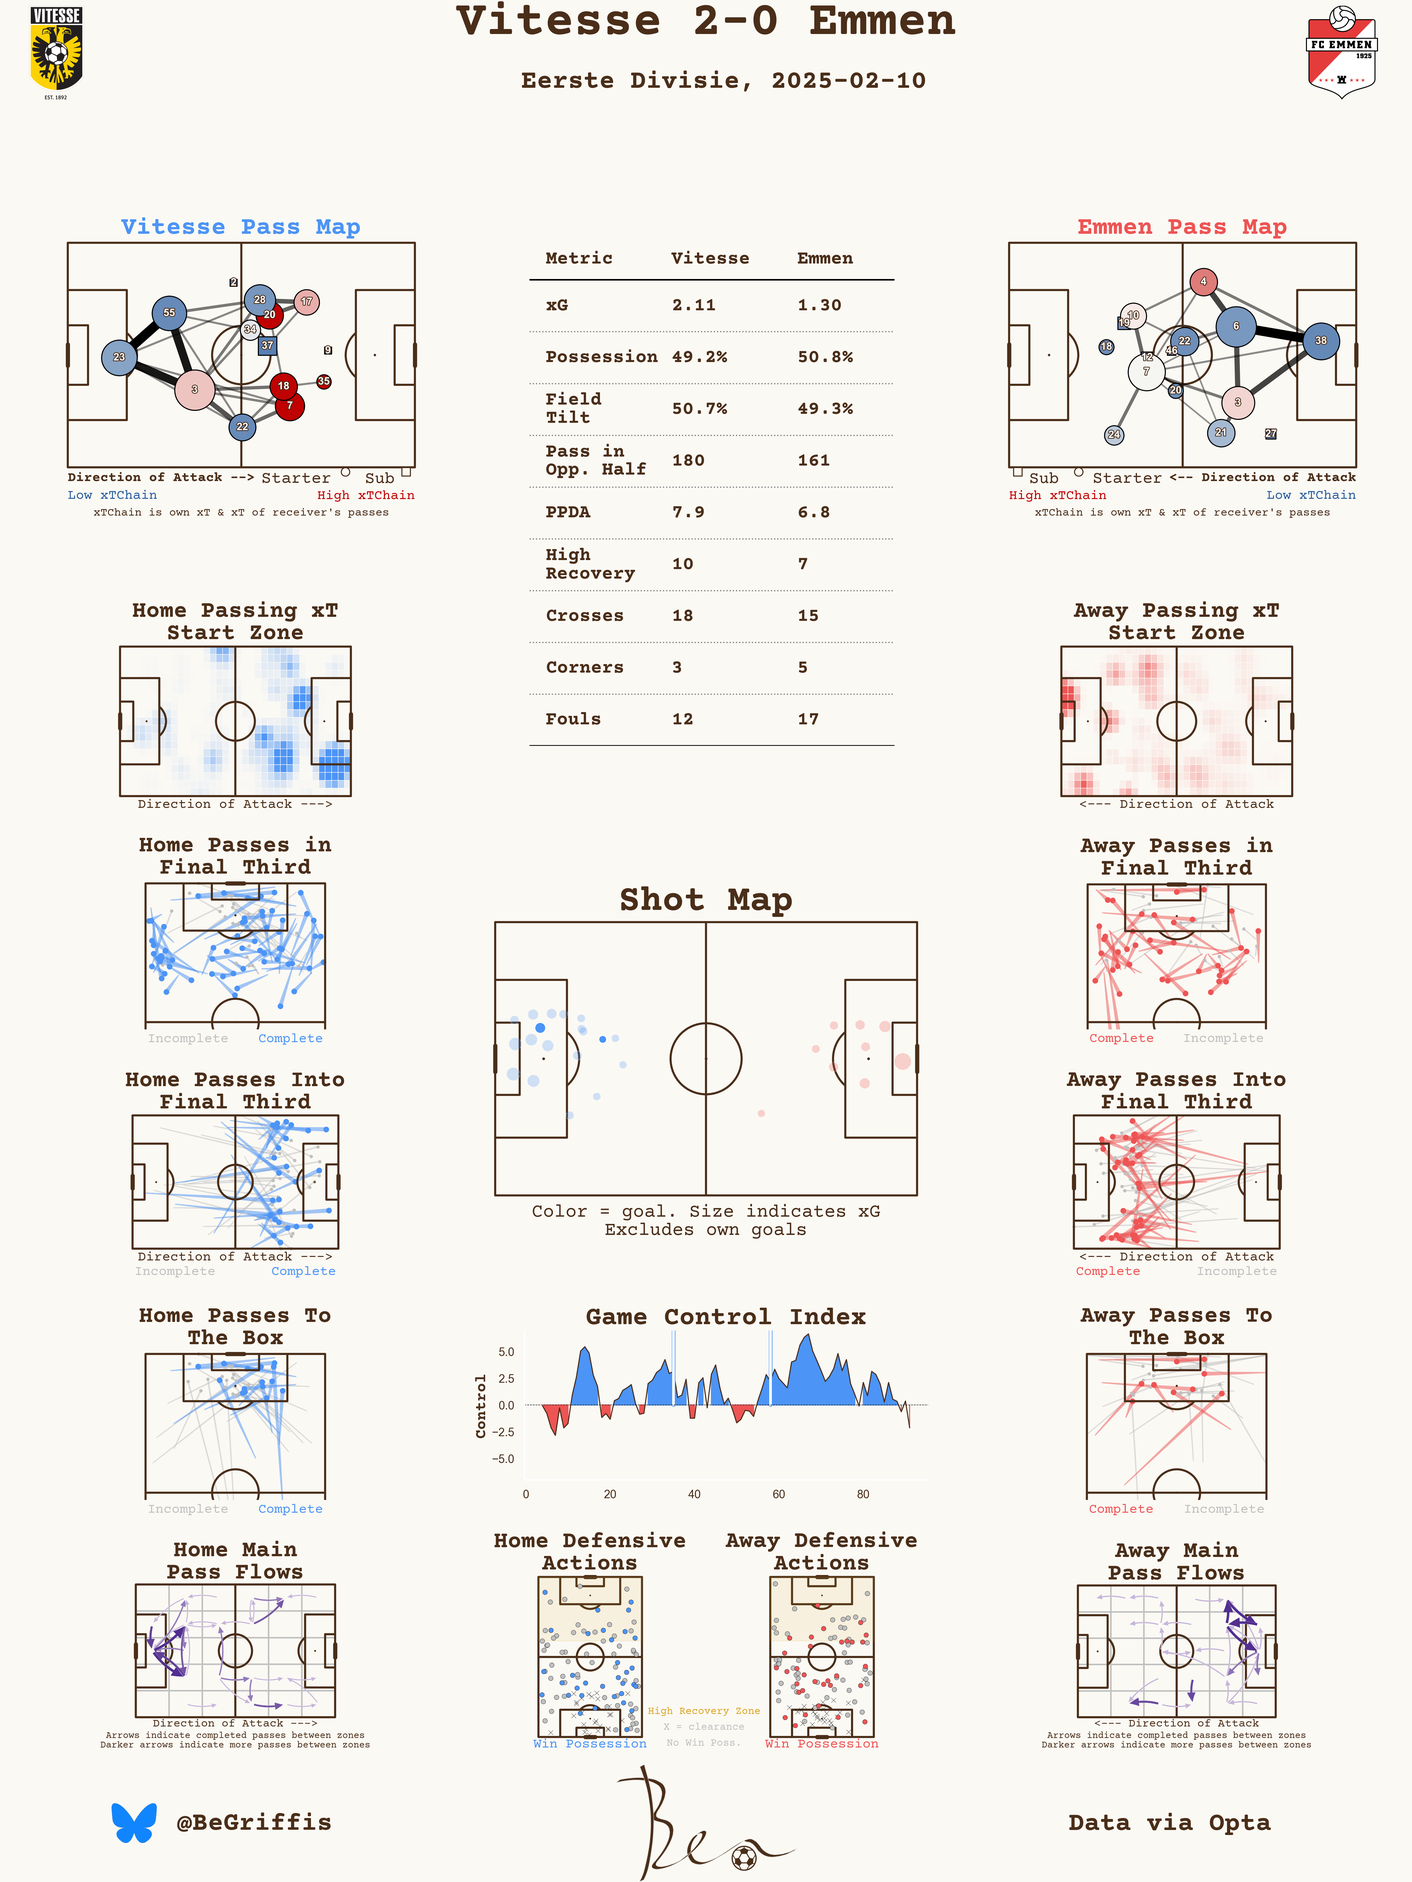 Vitesse 2-0 Emmen
Eerste Divisie, 2025-02-10
VITESSE
EST. 1892
FC EMMEN
1925
Vitesse Pass Map
2
28
17
55
20
34
37
9
23
3
18
35
7
22
Direction of Attack --> Starter Sub
Low xTChain High xTChain
xTChain is own xT & xT of receiver's passes
Metric Vitesse Emmen
xG 2.11 1.30
Possession 49.2% 50.8%
Field
Tilt 50.7% 49.3%
Pass in
Opp. Half 180 161
PPDA 7.9 6.8
High
Recovery 10 7
Crosses 18 15
Corners 3 5
Fouls 12 17
Emmen Pass Map
4
10
19
6
18
22
46
38
12
7
20
3
24
21
27
Sub Starter <-- Direction of Attack
High xTChain Low xTChain
xTChain is own xT & xT of receiver's passes
Home Passing xT
Start Zone
Direction of Attack --->
Away Passing xT
Start Zone
<--- Direction of Attack
Home Passes in
Final Third
Incomplete Complete
Away Passes in
Final Third
Complete Incomplete
Shot Map
Color = goal. Size indicates xG
Excludes own goals
Home Passes Into
Final Third
Direction of Attack --->
Incomplete Complete
Away Passes Into
Final Third
<--- Direction of Attack
Complete Incomplete
Home Passes To
The Box
Incomplete Complete
Game Control Index
Control
5.0
2.5
0.0
−2.5
−5.0
0 20 40 60 80
Away Passes To
The Box
Complete Incomplete
Home Main
Pass Flows
Direction of Attack --->
Arrows indicate completed passes between zones
Darker arrows indicate more passes between zones
Home Defensive
Actions
Win Possession
Away Defensive
Actions
Win Possession
High Recovery Zone
X = clearance
No Win Poss.
Away Main
Pass Flows
<--- Direction of Attack
Arrows indicate completed passes between zones
Darker arrows indicate more passes between zones
@BeGriffis
Ben
Data via Opta